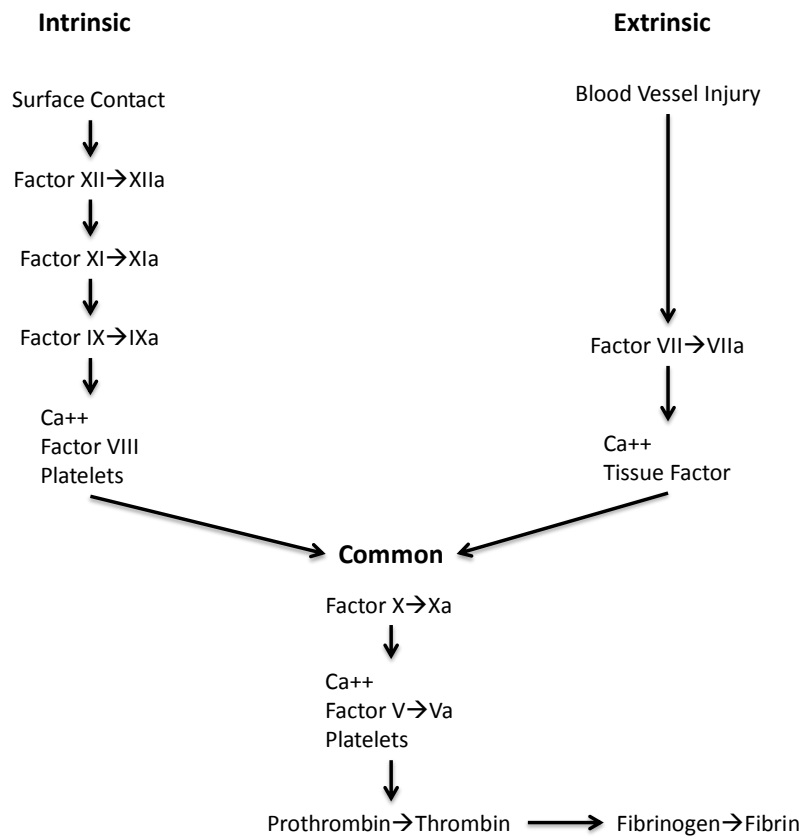 Intrinsic
Extrinsic
Surface Contact
Blood Vessel Injury
Factor XII→XIIa
Factor XI→XIa
Factor IX→IXa
Factor VII→VIIa
Ca++
Factor VIII
Platelets
Ca++
Tissue Factor
Common
Factor X→Xa
Ca++
Factor V→Va
Platelets
Prothrombin→Thrombin
Fibrinogen→Fibrin